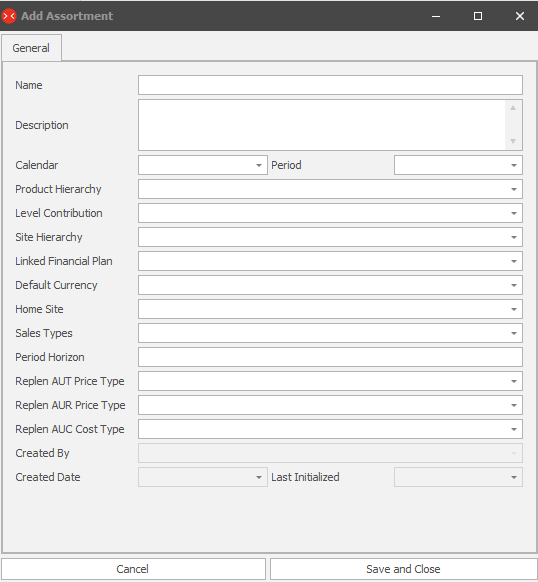 Add Assortment
General
Name
Description
Calendar Period
Product Hierarchy
Level Contribution
Site Hierarchy
Linked Financial Plan
Default Currency
Home Site
Sales Types
Period Horizon
Replen AUT Price Type
Replen AUR Price Type
Replen AUC Cost Type
Created By
Created Date Last Initialized
Cancel Save and Close